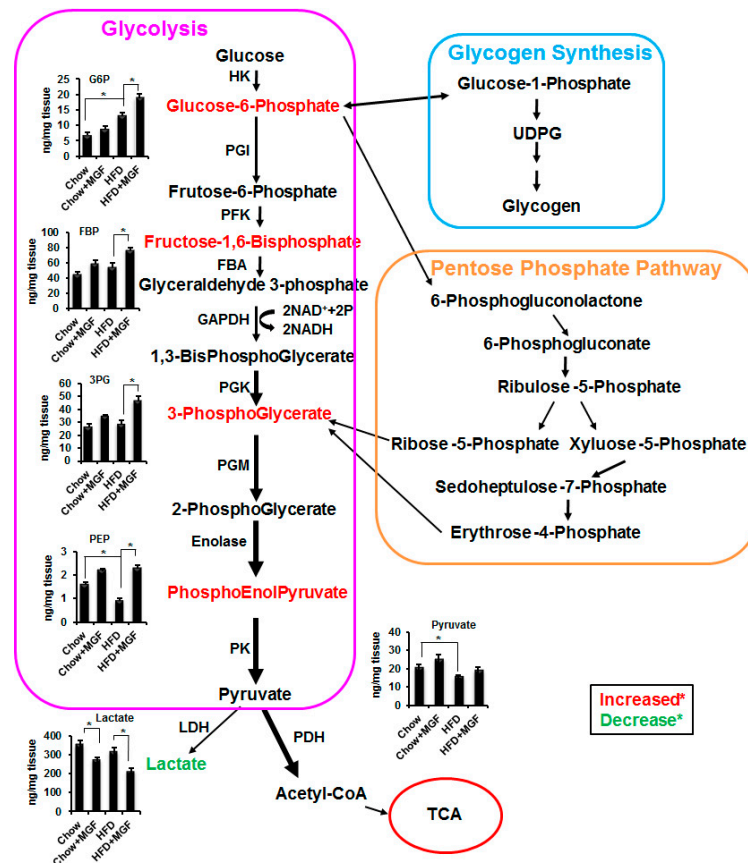 Glycolysis
Glucose
HK
Glucose-6-Phosphate
PGI
Frutose-6-Phosphate
PFK
Fructose-1,6-Bisphosphate
FBA
Glyceraldehyde 3-phosphate
GAPDH
2NAD⁺+2P
2NADH
1,3-BisPhosphoGlycerate
PGK
3-PhosphoGlycerate
PGM
2-PhosphoGlycerate
Enolase
PhosphoEnolPyruvate
PK
Pyruvate
LDH
PDH
Lactate
Acetyl-CoA
TCA
Glycogen Synthesis
Glucose-1-Phosphate
UDPG
Glycogen
Pentose Phosphate Pathway
6-Phosphogluconolactone
6-Phosphogluconate
Ribulose-5-Phosphate
Ribose-5-Phosphate
Xyluose-5-Phosphate
Sedoheptulose-7-Phosphate
Erythrose-4-Phosphate
G6P
ng/mg tissue
25
20
15
10
5
0
*
*
Chow
Chow+MGF
HFD
HFD+MGF
FBP
ng/mg tissue
100
80
60
40
20
0
*
Chow
Chow+MGF
HFD
HFD+MGF
3PG
ng/mg tissue
60
50
40
30
20
10
0
*
Chow
Chow+MGF
HFD
HFD+MGF
PEP
ng/mg tissue
3
2
1
0
*
*
Chow
Chow+MGF
HFD
HFD+MGF
Lactate
ng/mg tissue
400
300
200
100
0
*
*
Chow
Chow+MGF
HFD
HFD+MGF
Pyruvate
ng/mg tissue
40
30
20
10
0
*
Chow
Chow+MGF
HFD
HFD+MGF
Increased*
Decrease*